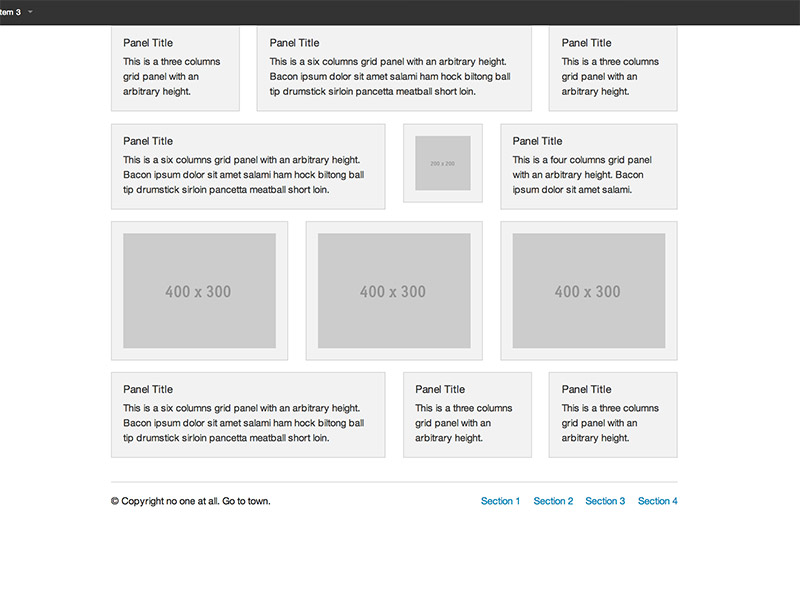 tem 3
Panel Title
This is a three columns
grid panel with an
arbitrary height.
Panel Title
This is a six columns grid panel with an arbitrary height.
Bacon ipsum dolor sit amet salami ham hock biltong ball
tip drumstick sirloin pancetta meatball short loin.
Panel Title
This is a three columns
grid panel with an
arbitrary height.
Panel Title
This is a six columns grid panel with an arbitrary height.
Bacon ipsum dolor sit amet salami ham hock biltong ball
tip drumstick sirloin pancetta meatball short loin.
200 x 200
Panel Title
This is a four columns grid panel
with an arbitrary height. Bacon
ipsum dolor sit amet salami.
400 x 300
400 x 300
400 x 300
Panel Title
This is a six columns grid panel with an arbitrary height.
Bacon ipsum dolor sit amet salami ham hock biltong ball
tip drumstick sirloin pancetta meatball short loin.
Panel Title
This is a three columns
grid panel with an
arbitrary height.
Panel Title
This is a three columns
grid panel with an
arbitrary height.
© Copyright no one at all. Go to town.
Section 1 Section 2 Section 3 Section 4